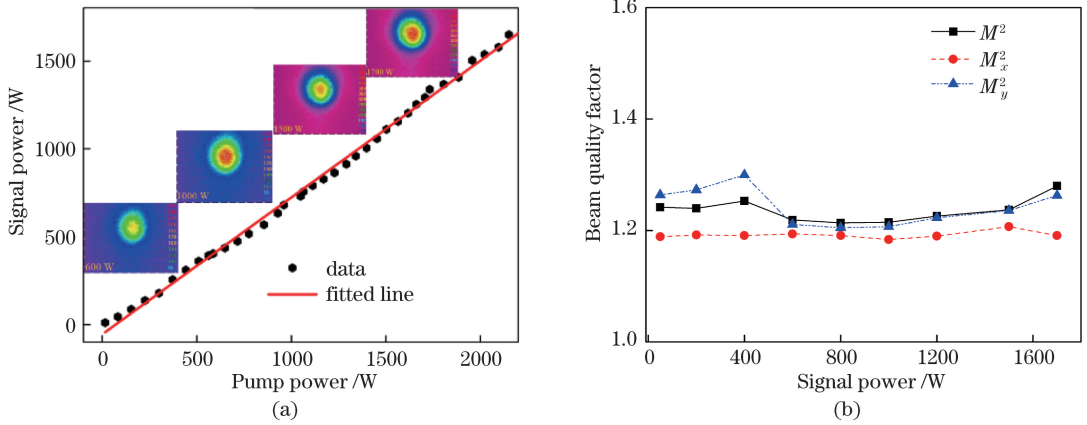 Signal power /W
1500
1000
500
0
600 W
1000 W
1500 W
1790 W
data
fitted line
0
500
1000
1500
2000
Pump power /W
(a)
Beam quality factor
1.6
1.4
1.2
1.0
M²
M²x
M²y
0
400
800
1200
1600
Signal power /W
(b)